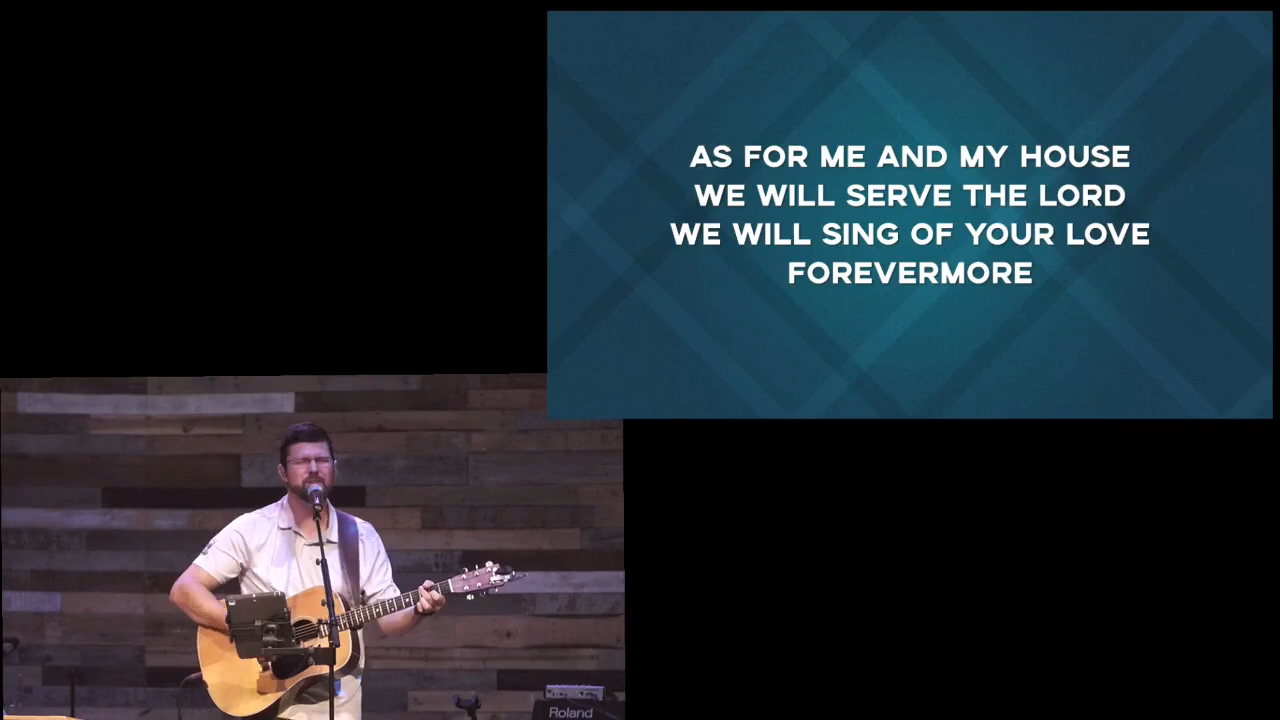 AS FOR ME AND MY HOUSE
WE WILL SERVE THE LORD
WE WILL SING OF YOUR LOVE
FOREVERMORE
Roland